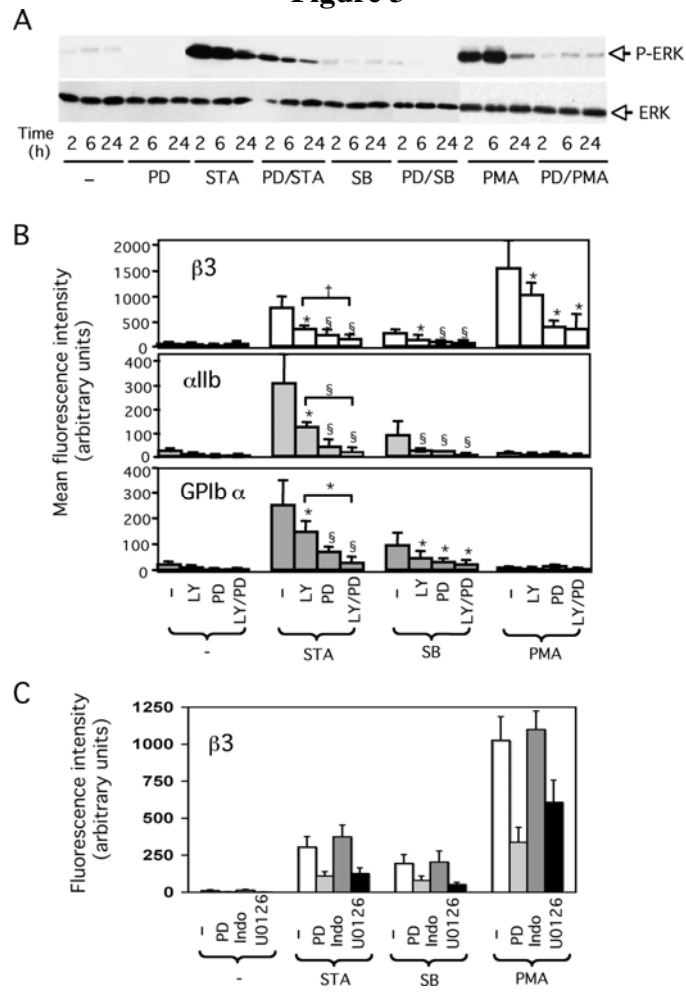 Figure 3
A
P-ERK
ERK
Time (h) 2 6 24 2 6 24 2 6 24 2 6 24 2 6 24 2 6 24 2 6 24 2 6 24
– PD STA PD/STA SB PD/SB PMA PD/PMA
B
Mean fluorescence intensity (arbitrary units)
2000
1500
1000
500
0
β3
* † § §
* § §
* * *
400
300
200
100
0
αIIb
* § § §
§ § §
400
300
200
100
0
GPIb α
* * § §
* * *
– LY PD LY/PD – LY PD LY/PD – LY PD LY/PD – LY PD LY/PD
- STA SB PMA
C
Fluorescence intensity (arbitrary units)
1250
1000
750
500
250
0
β3
– PD Indo U0126 – PD Indo U0126 – PD Indo U0126 – PD Indo U0126
- STA SB PMA